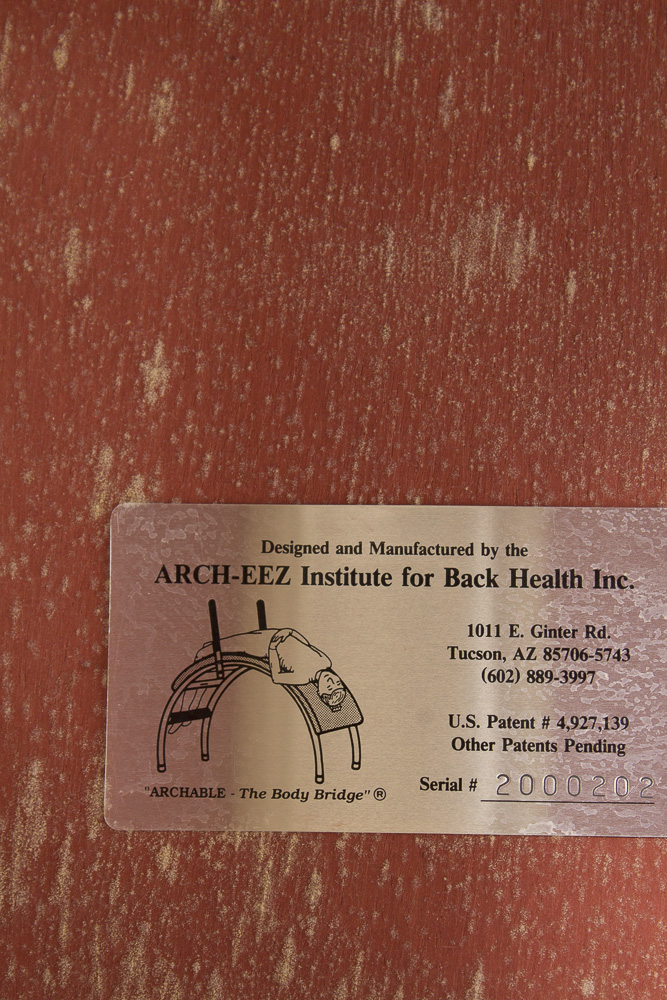 Designed and Manufactured by the
ARCH-EEZ Institute for Back Health Inc.
1011 E. Ginter Rd.
Tucson, AZ 85706-5743
(602) 889-3997
U.S. Patent # 4,927,139
Other Patents Pending
Serial # 2000202
"ARCHABLE - The Body Bridge"®